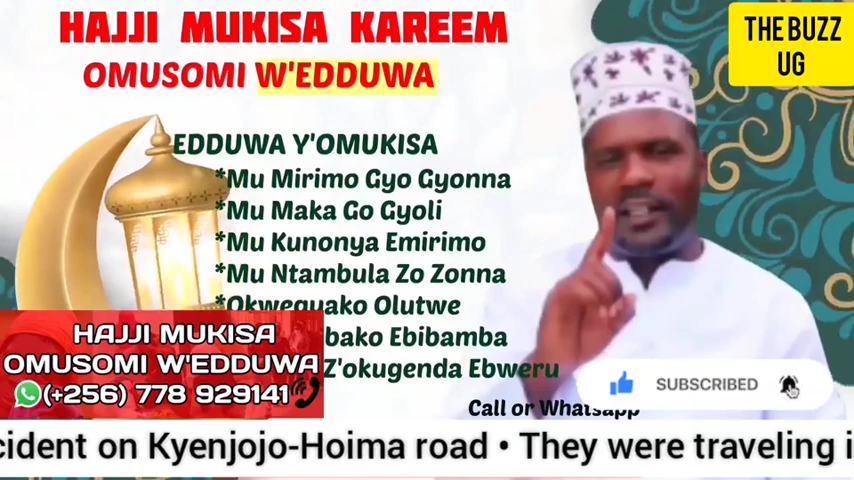 HAJJI MUKISA KAREEM
OMUSOMI W'EDDUWA
THE BUZZ
UG
EDDUWA Y'OMUKISA
*Mu Mirimo Gyo Gyonna
*Mu Maka Go Gyoli
*Mu Kunonya Emirimo
*Mu Ntambula Zo Zonna
*Okweguako Olutwe
bako Ebibamba
Z'okugenda Ebweru
Call or Whatsapp
HAJJI MUKISA
OMUSOMI W'EDDUWA
(+256) 778 929141
SUBSCRIBED
cident on Kyenjojo-Hoima road • They were traveling i